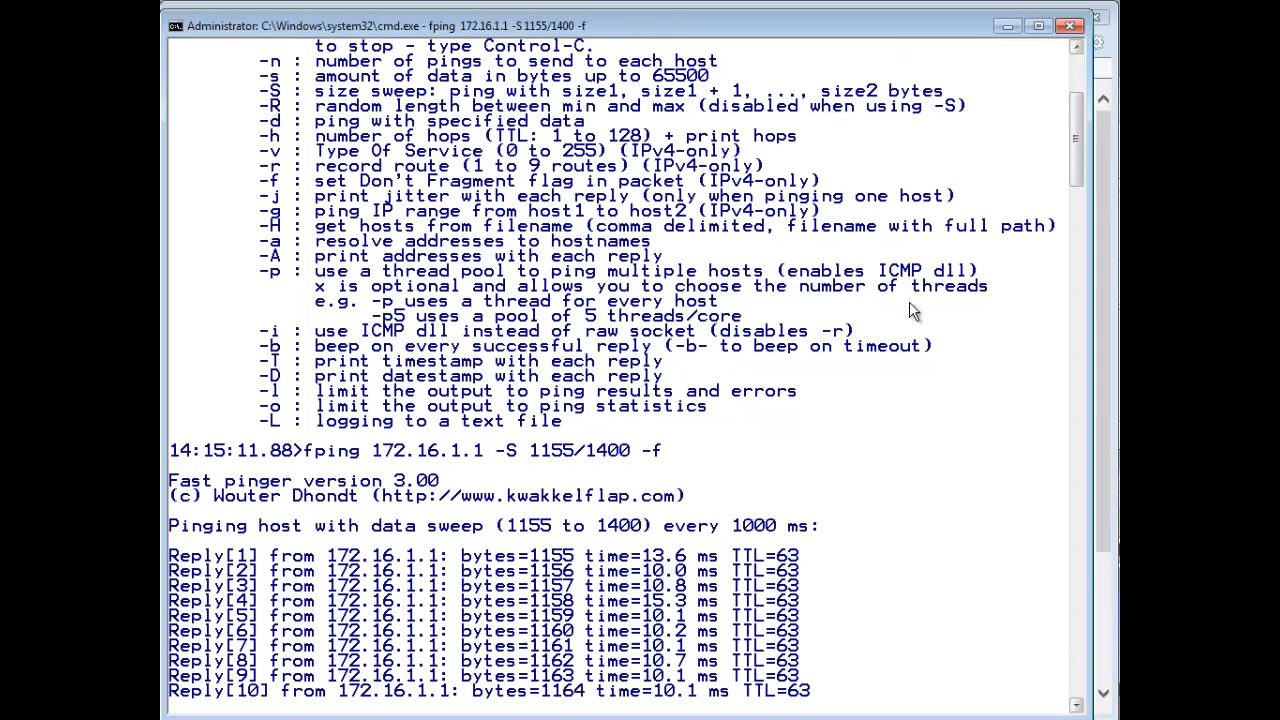 Administrator: C:\Windows\system32\cmd.exe - fping 172.16.1.1 -S 1155/1400 -f
to stop - type Control-C.
-n : number of pings to send to each host
-s : amount of data in bytes up to 65500
-S : size sweep: ping with size1, size1 + 1, ..., size2 bytes
-R : random length between min and max (disabled when using -S)
-d : ping with specified data
-h : number of hops (TTL: 1 to 128) + print hops
-v : Type Of Service (0 to 255) (IPv4-only)
-r : record route (1 to 9 routes) (IPv4-only)
-f : set Don't Fragment flag in packet (IPv4-only)
-j : print jitter with each reply (only when pinging one host)
-g : ping IP range from host1 to host2 (IPv4-only)
-H : get hosts from filename (comma delimited, filename with full path)
-a : resolve addresses to hostnames
-A : print addresses with each reply
-p : use a thread pool to ping multiple hosts (enables ICMP dll)
x is optional and allows you to choose the number of threads
e.g. -p uses a thread for every host
-p5 uses a pool of 5 threads/core
-i : use ICMP dll instead of raw socket (disables -r)
-b : beep on every successful reply (-b- to beep on timeout)
-T : print timestamp with each reply
-D : print datestamp with each reply
-l : limit the output to ping results and errors
-o : limit the output to ping statistics
-L : logging to a text file
14:15:11.88>fping 172.16.1.1 -S 1155/1400 -f
Fast pinger version 3.00
(c) Wouter Dhondt (http://www.kwakkelflap.com)
Pinging host with data sweep (1155 to 1400) every 1000 ms:
Reply[1] from 172.16.1.1: bytes=1155 time=13.6 ms TTL=63
Reply[2] from 172.16.1.1: bytes=1156 time=10.0 ms TTL=63
Reply[3] from 172.16.1.1: bytes=1157 time=10.8 ms TTL=63
Reply[4] from 172.16.1.1: bytes=1158 time=15.3 ms TTL=63
Reply[5] from 172.16.1.1: bytes=1159 time=10.1 ms TTL=63
Reply[6] from 172.16.1.1: bytes=1160 time=10.2 ms TTL=63
Reply[7] from 172.16.1.1: bytes=1161 time=10.1 ms TTL=63
Reply[8] from 172.16.1.1: bytes=1162 time=10.7 ms TTL=63
Reply[9] from 172.16.1.1: bytes=1163 time=10.1 ms TTL=63
Reply[10] from 172.16.1.1: bytes=1164 time=10.1 ms TTL=63